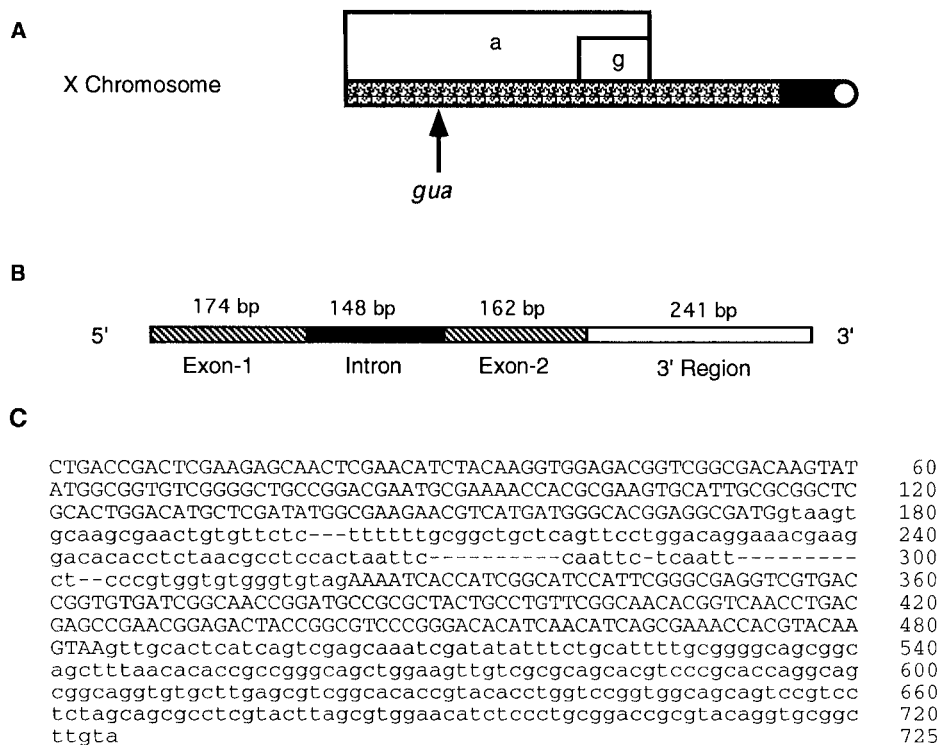 A
a
g
X Chromosome
gua
B
174 bp 148 bp 162 bp 241 bp
5' 3'
Exon-1 Intron Exon-2 3' Region
C
CTGACCGACTCGAAGAGCAACTCGAACATCTACAAGGTGGAGACGGTCGGCGACAAGTAT 60
ATGGCGGTGTCGGGGCTGCCGGACGAATGCGAAAACCACGCGAAGTGCATTGCGCGGCTC 120
GCACTGGACATGCTCGATATGGCGAAGAACGTCATGATGGGCACGGAGGCGATGgtaagt 180
gcaagcgaactgtgttctc---ttttttgcggctgctcagttcctggacaggaaacgaag 240
gacacacctctaacgcctccactaattc----------caattc-tcaatt--------- 300
ct--cccgtggtgtgggtgtagAAAATCACCATCGGCATCCATTCGGGCGAGGTCGTGAC 360
CGGTGTGATCGGCAACCGGATGCCGCGCTACTGCCTGTTCGGCAACACGGTCAACCTGAC 420
GAGCCGAACGGAGACTACCGGCGTCCCGGGACACATCAACATCAGCGAAACCACGTACAA 480
GTAAgttgcactcatcagtcgagcaaatcgatatatttctgcattttgcggggcagcggc 540
agctttaacacaccgccgggcagctggaagttgtcgcgcagcacgtcccgcaccaggcag 600
cggcaggtgtgcttgagcgtcggcacaccgtacacctggtccggtggcagcagtccgtcc 660
tctagcagcgcctcgtacttagcgtggaacatctccctgcggaccgcgtacaggtgcggc 720
ttgta 725